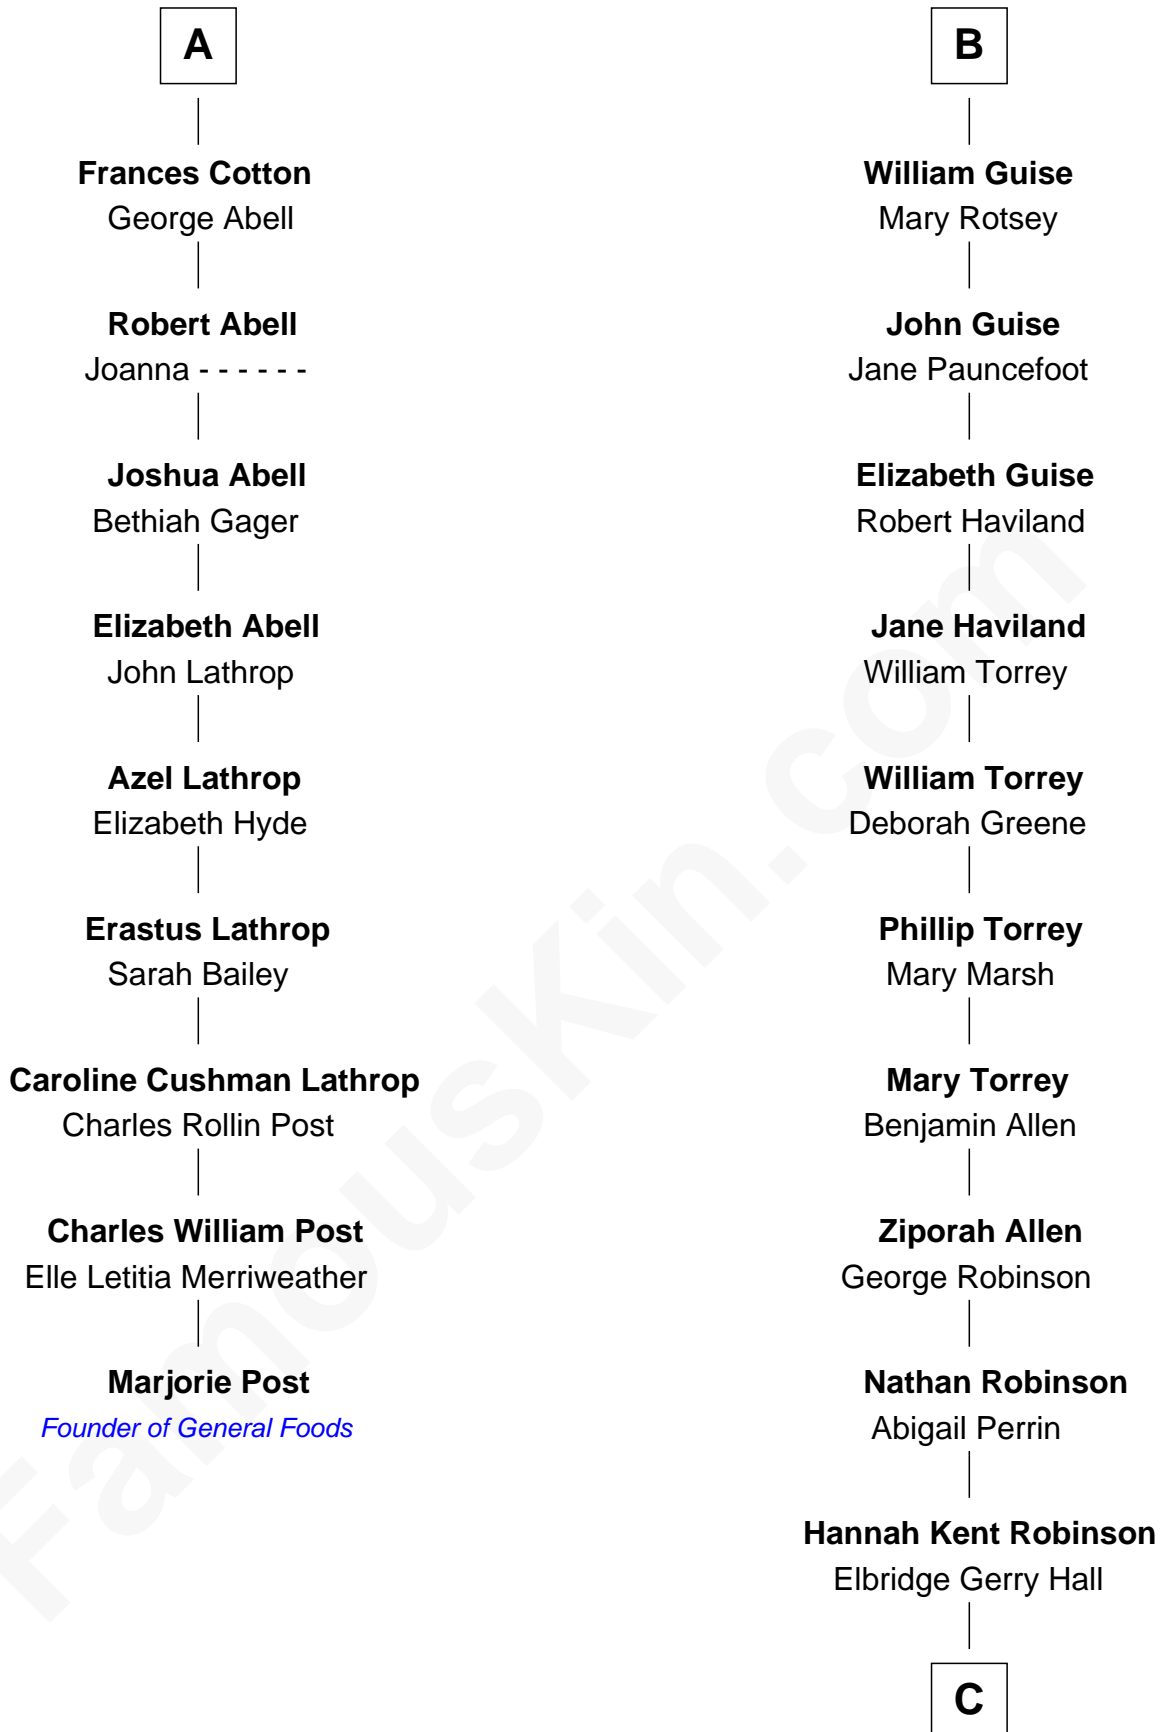 A
Frances Cotton
George Abell
Robert Abell
Joanna - - - - - -
Joshua Abell
Bethiah Gager
Elizabeth Abell
John Lathrop
Azel Lathrop
Elizabeth Hyde
Erastus Lathrop
Sarah Bailey
Caroline Cushman Lathrop
Charles Rollin Post
Charles William Post
Elle Letitia Merriweather
Marjorie Post
Founder of General Foods
B
William Guise
Mary Rotsey
John Guise
Jane Pauncefoot
Elizabeth Guise
Robert Haviland
Jane Haviland
William Torrey
William Torrey
Deborah Greene
Phillip Torrey
Mary Marsh
Mary Torrey
Benjamin Allen
Ziporah Allen
George Robinson
Nathan Robinson
Abigail Perrin
Hannah Kent Robinson
Elbridge Gerry Hall
C
FamousKin.com